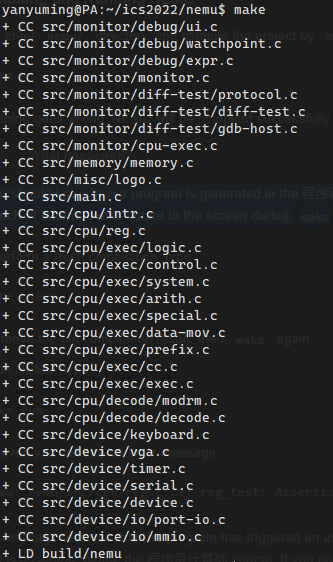 yanyuming@PA:~/ics2022/nemu$ make
+ CC src/monitor/debug/ui.c
+ CC src/monitor/debug/watchpoint.c
+ CC src/monitor/debug/expr.c
+ CC src/monitor/monitor.c
+ CC src/monitor/diff-test/protocol.c
+ CC src/monitor/diff-test/diff-test.c
+ CC src/monitor/diff-test/gdb-host.c
+ CC src/monitor/cpu-exec.c
+ CC src/memory/memory.c
+ CC src/misc/logo.c
+ CC src/main.c
+ CC src/cpu/intr.c
+ CC src/cpu/reg.c
+ CC src/cpu/exec/logic.c
+ CC src/cpu/exec/control.c
+ CC src/cpu/exec/system.c
+ CC src/cpu/exec/arith.c
+ CC src/cpu/exec/special.c
+ CC src/cpu/exec/data-mov.c
+ CC src/cpu/exec/prefix.c
+ CC src/cpu/exec/cc.c
+ CC src/cpu/exec/exec.c
+ CC src/cpu/decode/modrm.c
+ CC src/cpu/decode/decode.c
+ CC src/device/keyboard.c
+ CC src/device/vga.c
+ CC src/device/timer.c
+ CC src/device/serial.c
+ CC src/device/device.c
+ CC src/device/io/port-io.c
+ CC src/device/io/mmio.c
+ LD build/nemu